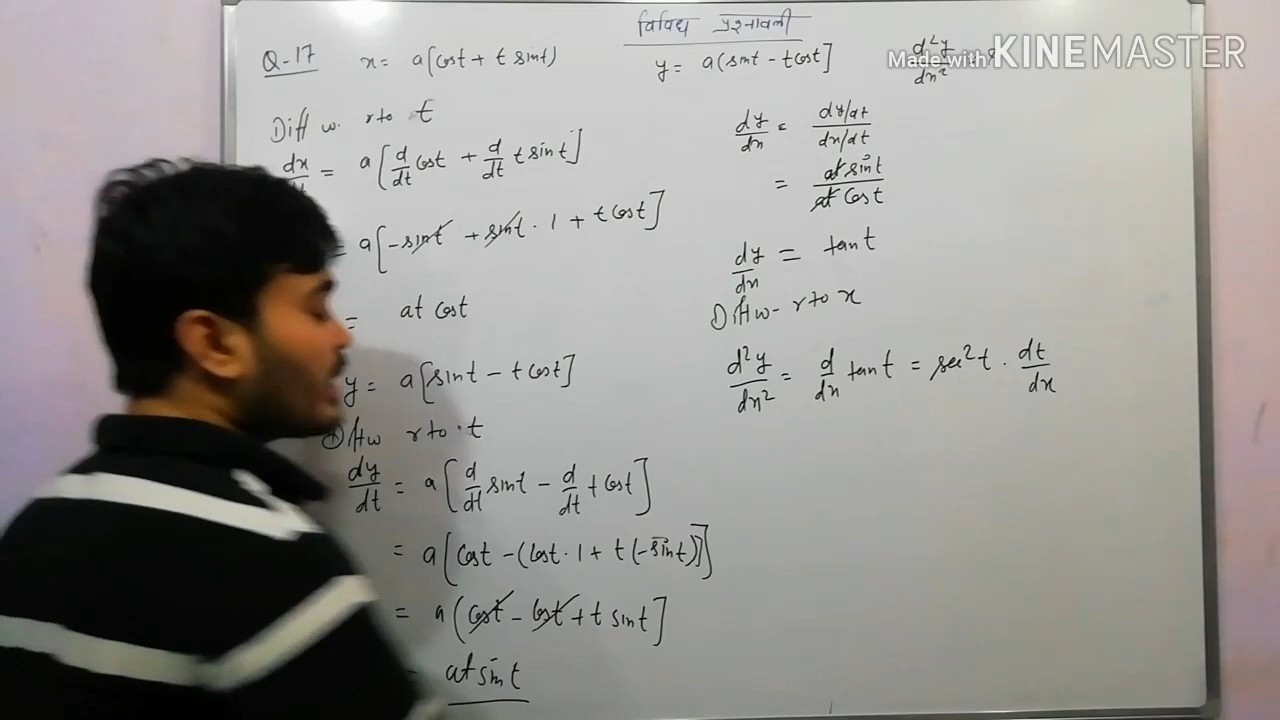 विविध प्रश्नावली
Q-17 x = a[cost + t sint) y = a(sint - tcost] d²y/dx²
Made with KINEMASTER
Diff w. r to t
dx = a[d/dt cost + d/dt t sint]
= a[-sint + sint · 1 + t cost]
= at cost
y = a[sint - t cost]
Diff w r to t
dy/dt = a[d/dt sint - d/dt t cost]
= a[cost - (cost · 1 + t(-sint))]
= a(cost - cost + t sint]
= at sint
dy/dx = dy/dt / dx/dt
= at sint / at cost
dy/dx = tant
Diff w- r to x
d²y/dx² = d/dx tant = sec²t · dt/dx